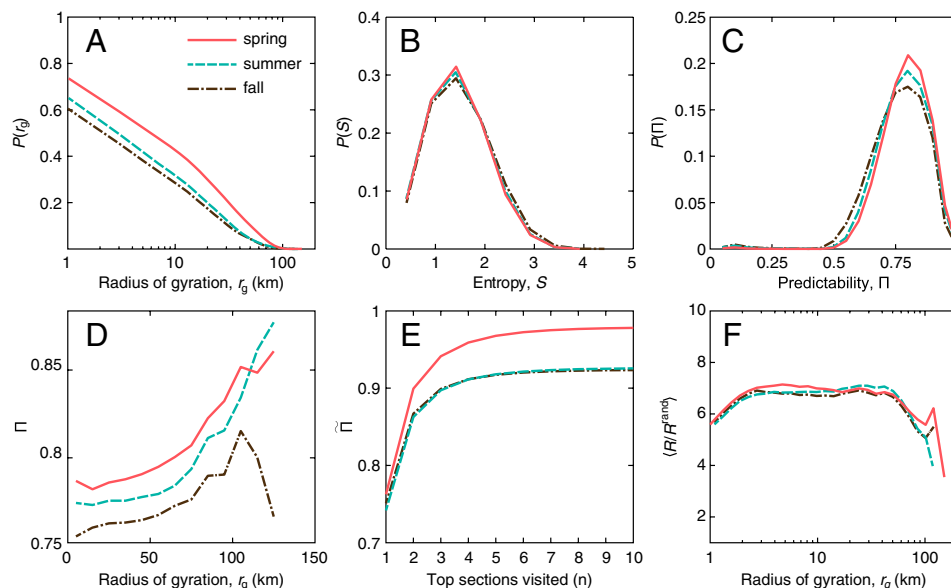 A
spring
summer
fall
P(rg)
1
0.8
0.6
0.4
0.2
0
1
10
100
Radius of gyration, rg (km)
B
P(S)
0.4
0.3
0.2
0.1
0
0
1
2
3
4
5
Entropy, S
C
P(Π)
0.25
0.2
0.15
0.1
0.05
0
0
0.25
0.5
0.75
Predictability, Π
D
Π
0.85
0.8
0.75
0
50
100
150
Radius of gyration, rg (km)
E
Π̃
1
0.9
0.8
0.7
1 2 3 4 5 6 7 8 9 10
Top sections visited (n)
F
⟨R/R^rand⟩
10
8
6
4
2
1
10
100
Radius of gyration, rg (km)